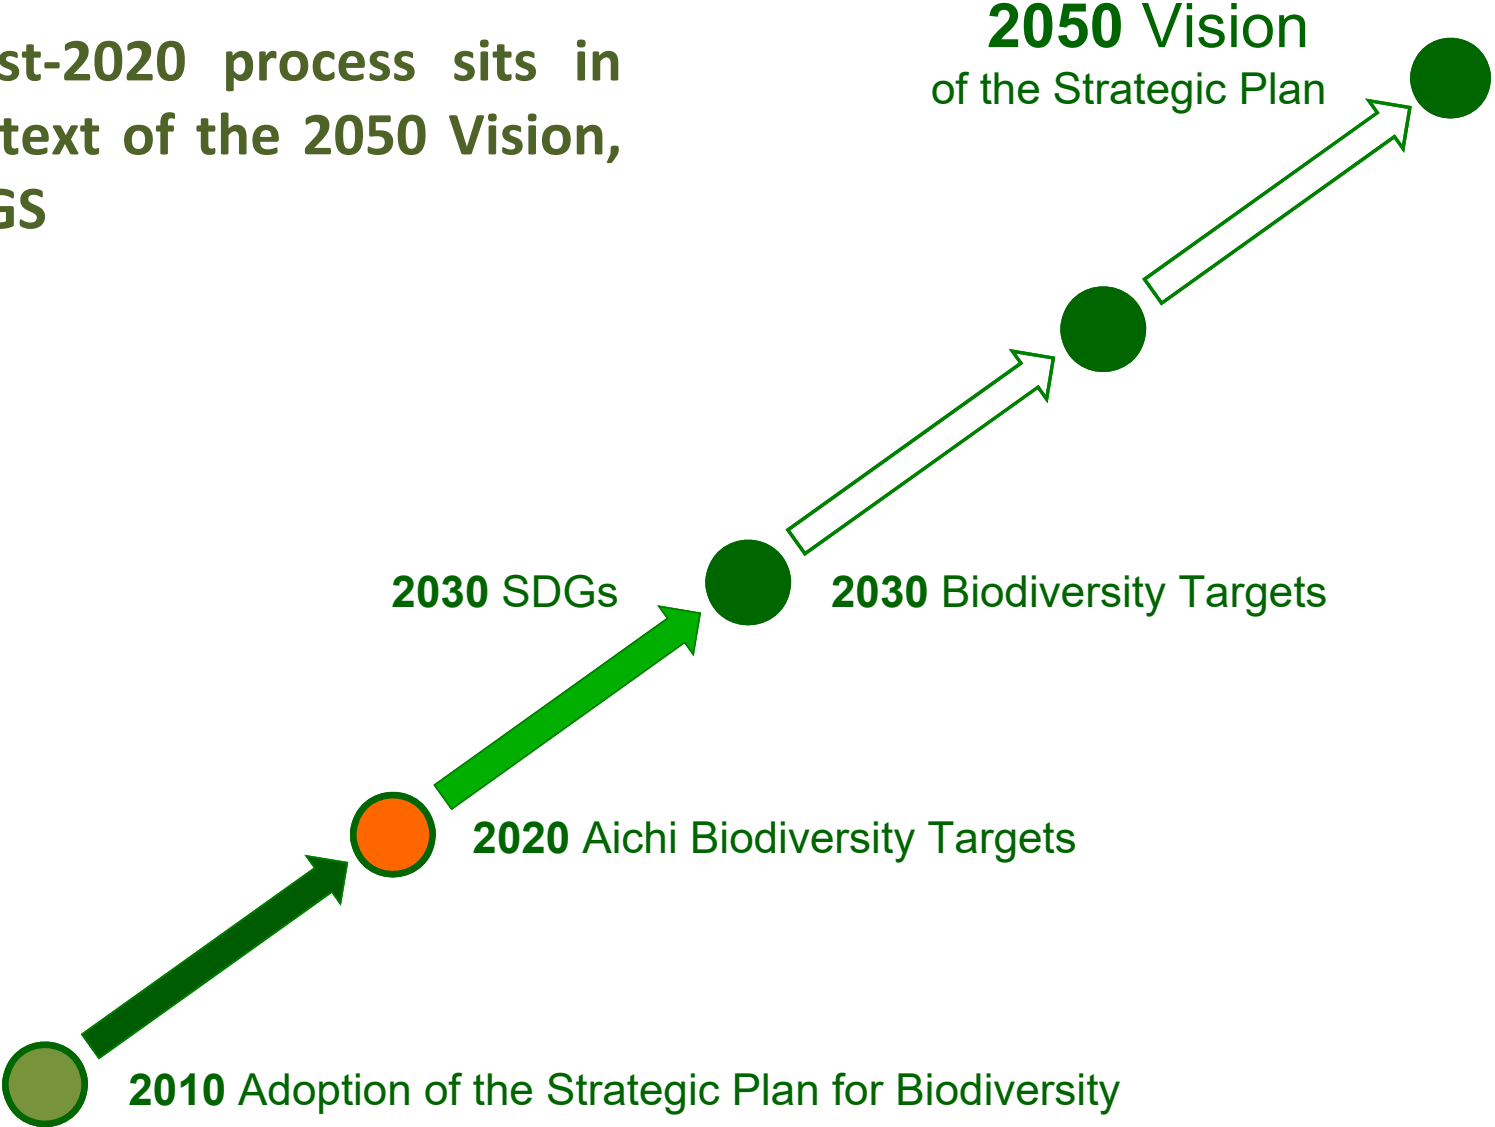 st-2020 process sits in
text of the 2050 Vision,
GS
2050 Vision
of the Strategic Plan
2030 SDGs
2030 Biodiversity Targets
2020 Aichi Biodiversity Targets
2010 Adoption of the Strategic Plan for Biodiversity